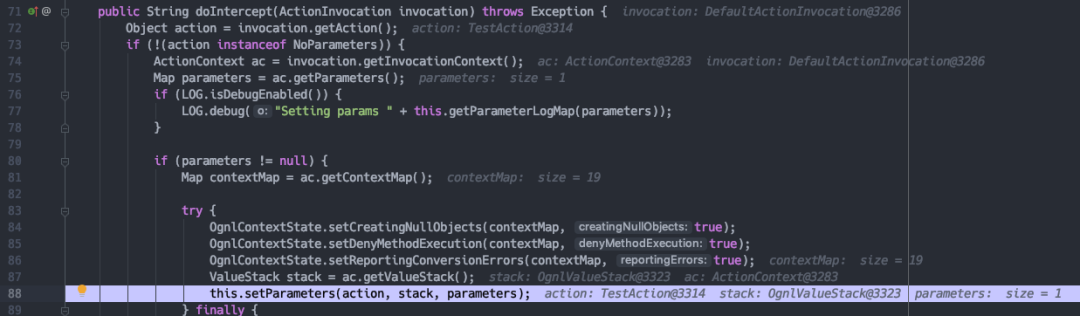 71 @ public String doIntercept(ActionInvocation invocation) throws Exception { invocation: DefaultActionInvocation@3286
72 Object action = invocation.getAction(); action: TestAction@3314
73 if (!(action instanceof NoParameters)) {
74 ActionContext ac = invocation.getInvocationContext(); ac: ActionContext@3283 invocation: DefaultActionInvocation@3286
75 Map parameters = ac.getParameters(); parameters: size = 1
76 if (LOG.isDebugEnabled()) {
77 LOG.debug( o: "Setting params " + this.getParameterLogMap(parameters));
78 }
79
80 if (parameters != null) {
81 Map contextMap = ac.getContextMap(); contextMap: size = 19
82
83 try {
84 OgnlContextState.setCreatingNullObjects(contextMap, creatingNullObjects: true);
85 OgnlContextState.setDenyMethodExecution(contextMap, denyMethodExecution: true);
86 OgnlContextState.setReportingConversionErrors(contextMap, reportingErrors: true); contextMap: size = 19
87 ValueStack stack = ac.getValueStack(); stack: OgnlValueStack@3323 ac: ActionContext@3283
88 this.setParameters(action, stack, parameters); action: TestAction@3314 stack: OgnlValueStack@3323 parameters: size = 1
89 } finally {